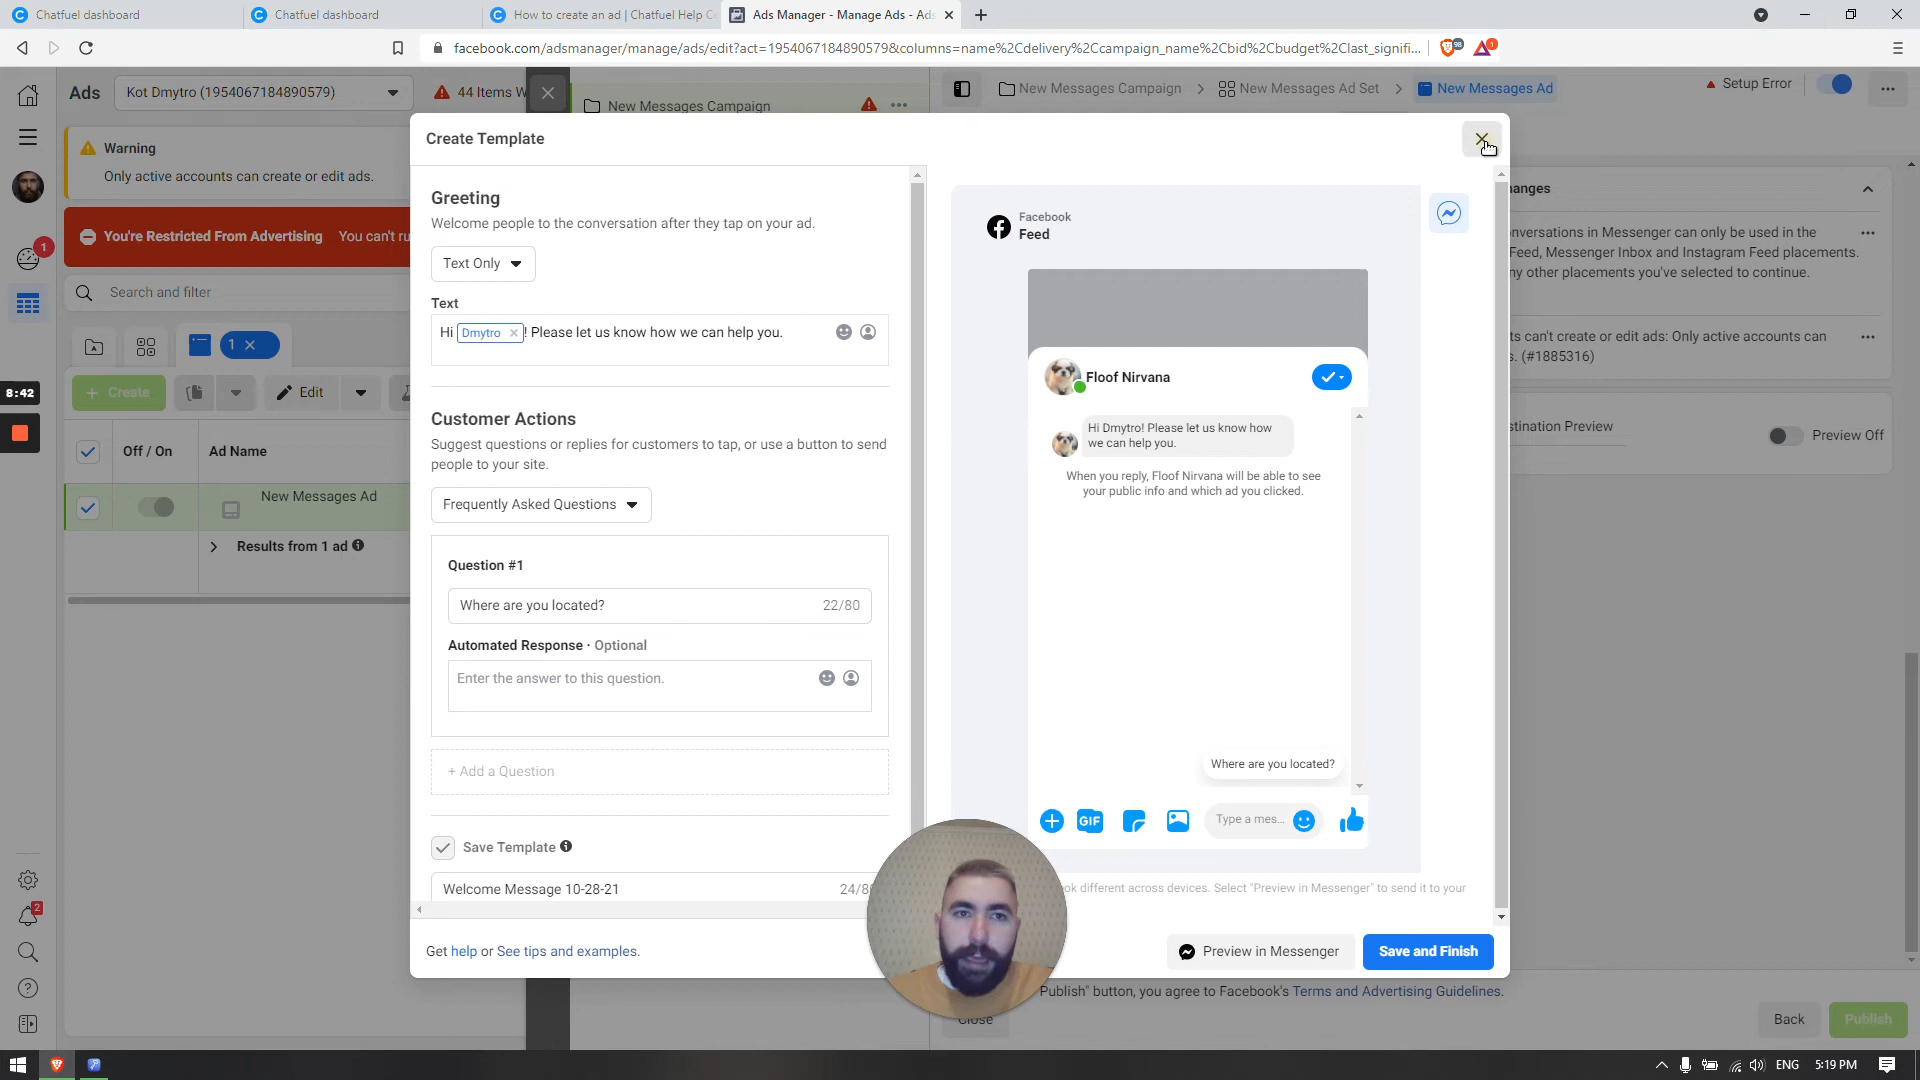 Chatfuel dashboard
Chatfuel dashboard
How to create an ad | Chatfuel Help C
Ads Manager - Manage Ads - Ads
facebook.com/adsmanager/manage/ads/edit?act=1954067184890579&columns=name%2Cdelivery%2Ccampaign_name%2Cbid%2Cbudget%2Clast_signifi...
98
1
Ads
Kot Dmytro (1954067184890579)
44 Items W
New Messages Campaign
New Messages Campaign
New Messages Ad Set
New Messages Ad
Setup Error
Warning
Only active accounts can create or edit ads.
You're Restricted From Advertising
You can't ru
Search and filter
1
1
Create
Edit
8:42
Off / On
Ad Name
New Messages Ad
Results from 1 ad
2
Create Template
Greeting
Welcome people to the conversation after they tap on your ad.
Text Only
Text
Hi Dmytro ! Please let us know how we can help you.
Customer Actions
Suggest questions or replies for customers to tap, or use a button to send
people to your site.
Frequently Asked Questions
Question #1
Where are you located?
22/80
Automated Response · Optional
Enter the answer to this question.
+ Add a Question
Save Template
Welcome Message 10-28-21
24/80
Get help or See tips and examples.
Facebook
Feed
Floof Nirvana
Hi Dmytro! Please let us know how
we can help you.
When you reply, Floof Nirvana will be able to see
your public info and which ad you clicked.
Where are you located?
GIF
Type a mes...
ok different across devices. Select "Preview in Messenger" to send it to your
Preview in Messenger
Save and Finish
anges
nversations in Messenger can only be used in the
Feed, Messenger Inbox and Instagram Feed placements.
ny other placements you've selected to continue.
ts can't create or edit ads: Only active accounts can
s. (#1885316)
stination Preview
Preview Off
Publish" button, you agree to Facebook's Terms and Advertising Guidelines.
Close
Back
Publish
ENG
5:19 PM